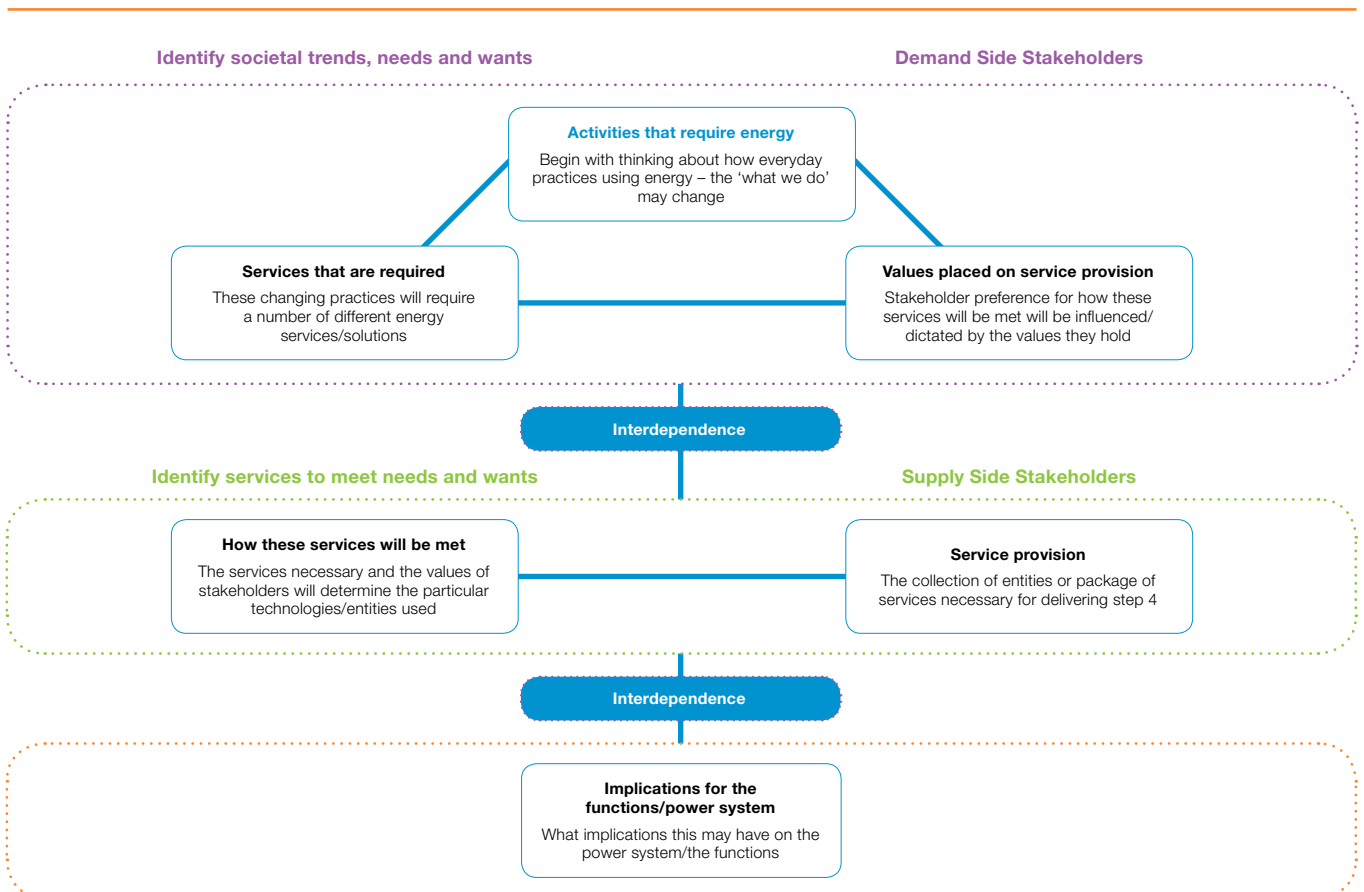 Identify societal trends, needs and wants
Demand Side Stakeholders
Activities that require energy
Begin with thinking about how everyday
practices using energy – the ‘what we do’
may change
Services that are required
These changing practices will require
a number of different energy
services/solutions
Values placed on service provision
Stakeholder preference for how these
services will be met will be influenced/
dictated by the values they hold
Interdependence
Identify services to meet needs and wants
Supply Side Stakeholders
How these services will be met
The services necessary and the values of
stakeholders will determine the particular
technologies/entities used
Service provision
The collection of entities or package of
services necessary for delivering step 4
Interdependence
Implications for the
functions/power system
What implications this may have on the
power system/the functions